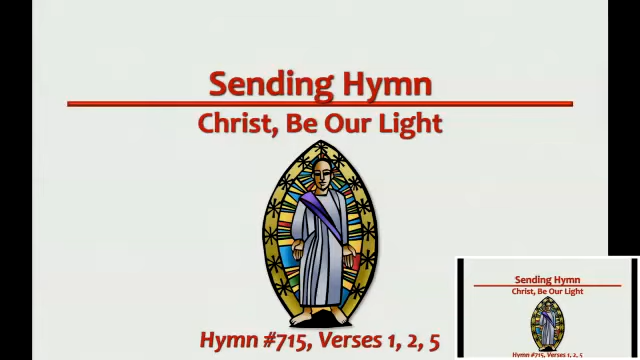 Sending Hymn
Christ, Be Our Light
Hymn #715, Verses 1, 2, 5
Sending Hymn
Christ, Be Our Light
Hymn #715, Verses 1, 2, 5